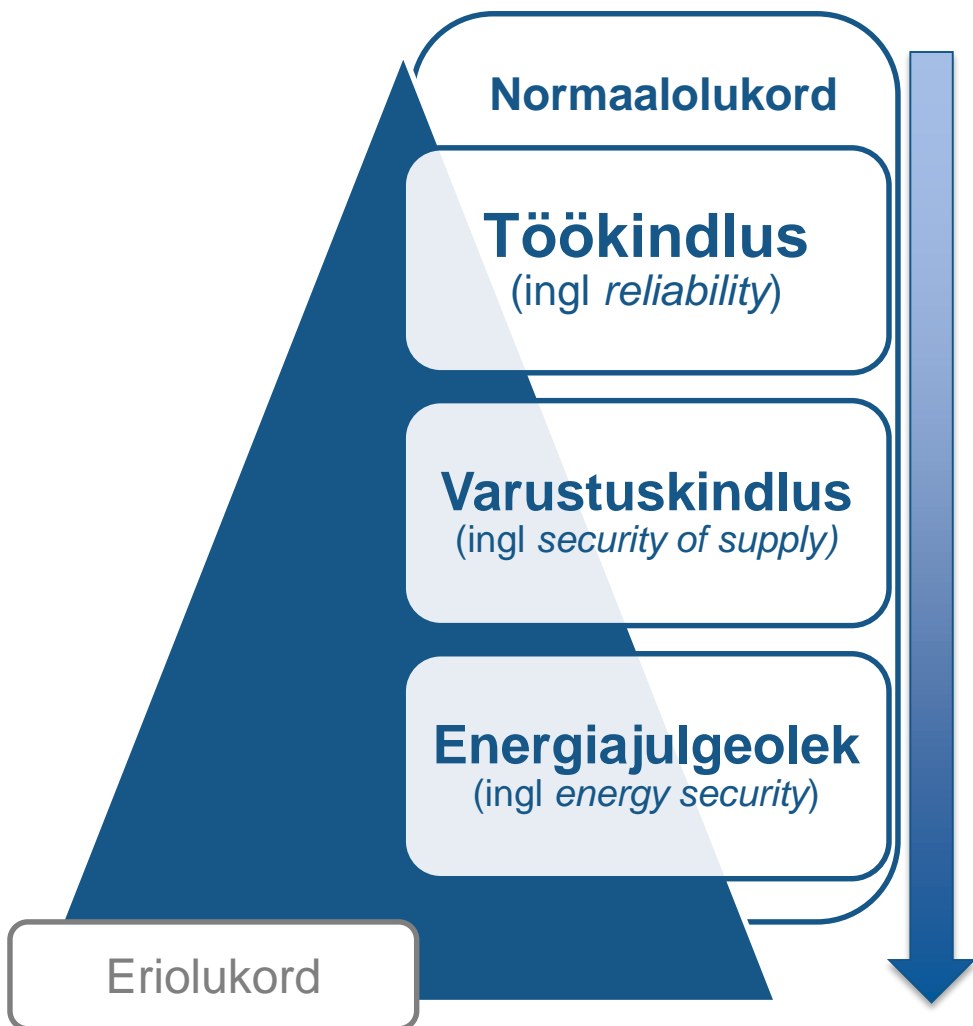 Normaalolukord
Töökindlus
(ingl reliability)
Varustuskindlus
(ingl security of supply)
Energiajulgeolek
(ingl energy security)
Eriolukord